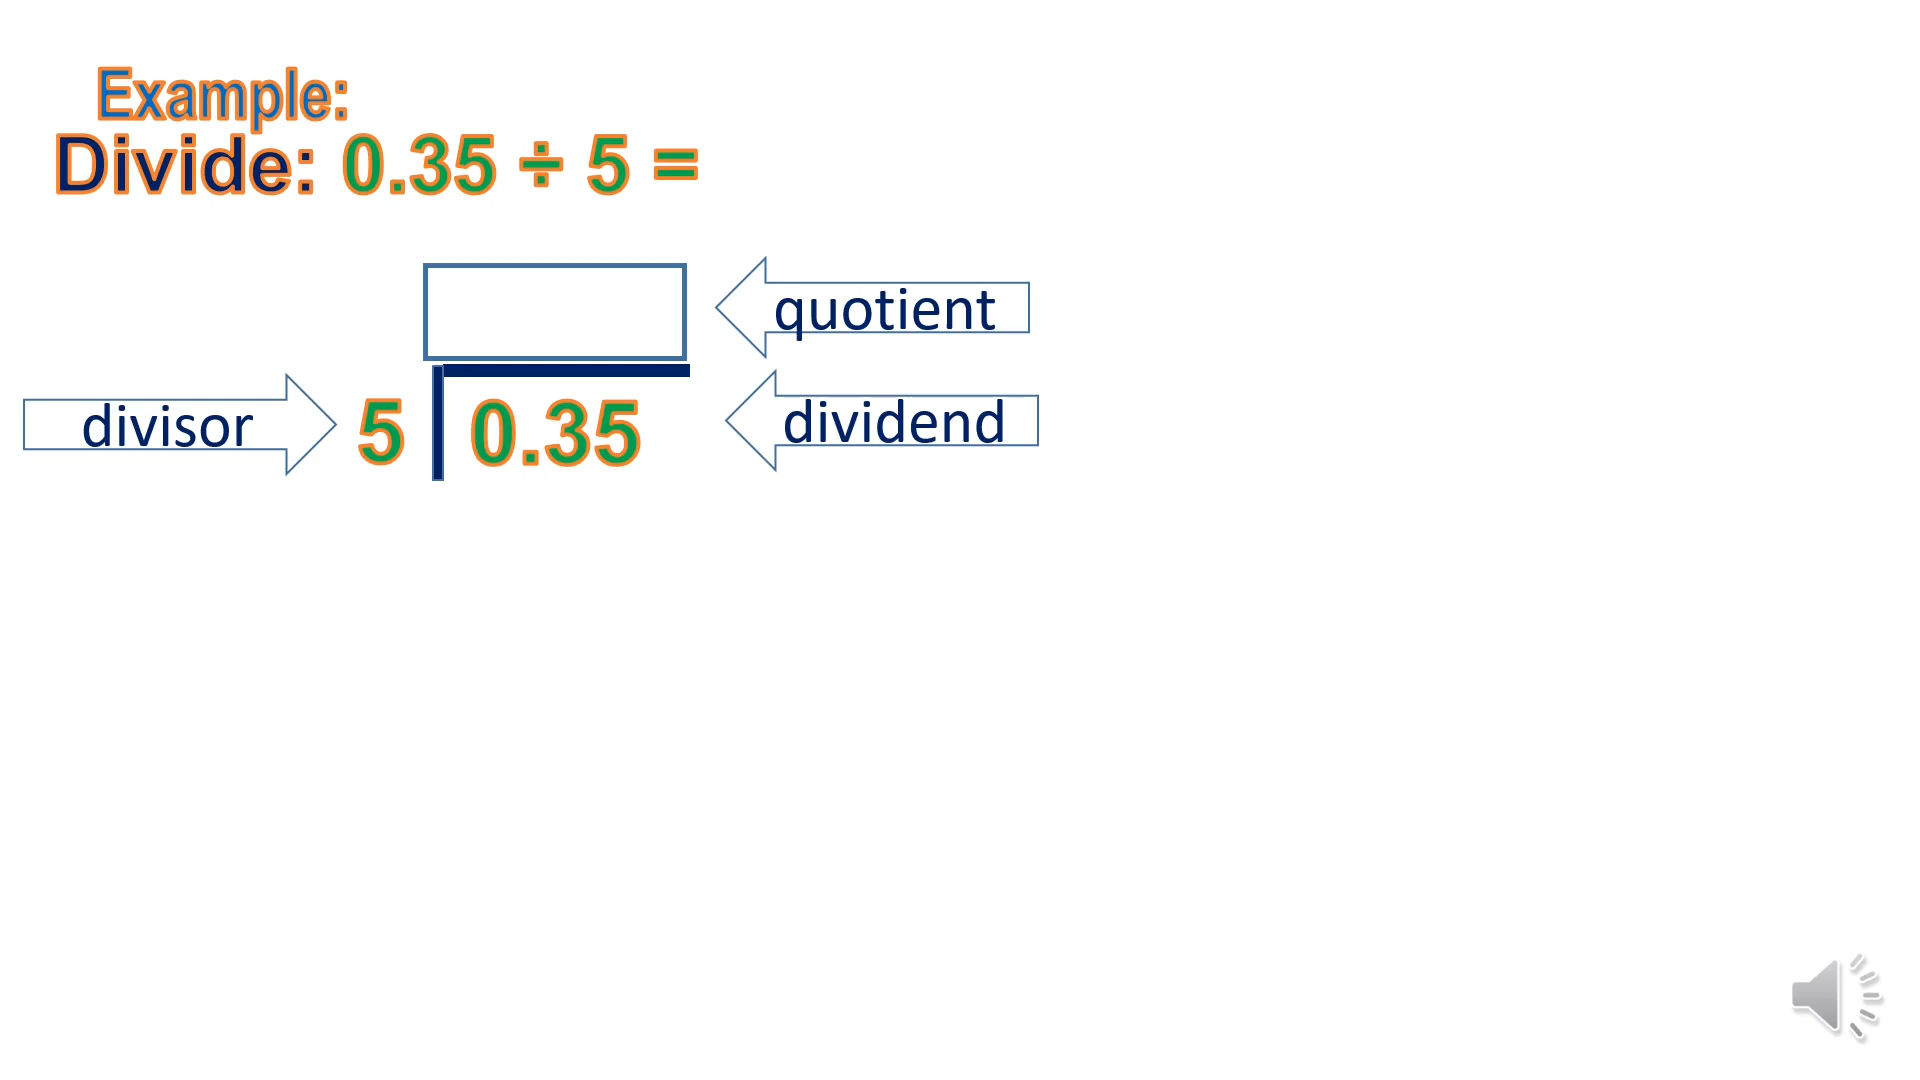 Example:
Divide: 0.35 ÷ 5 =
quotient
divisor
5 0.35
dividend